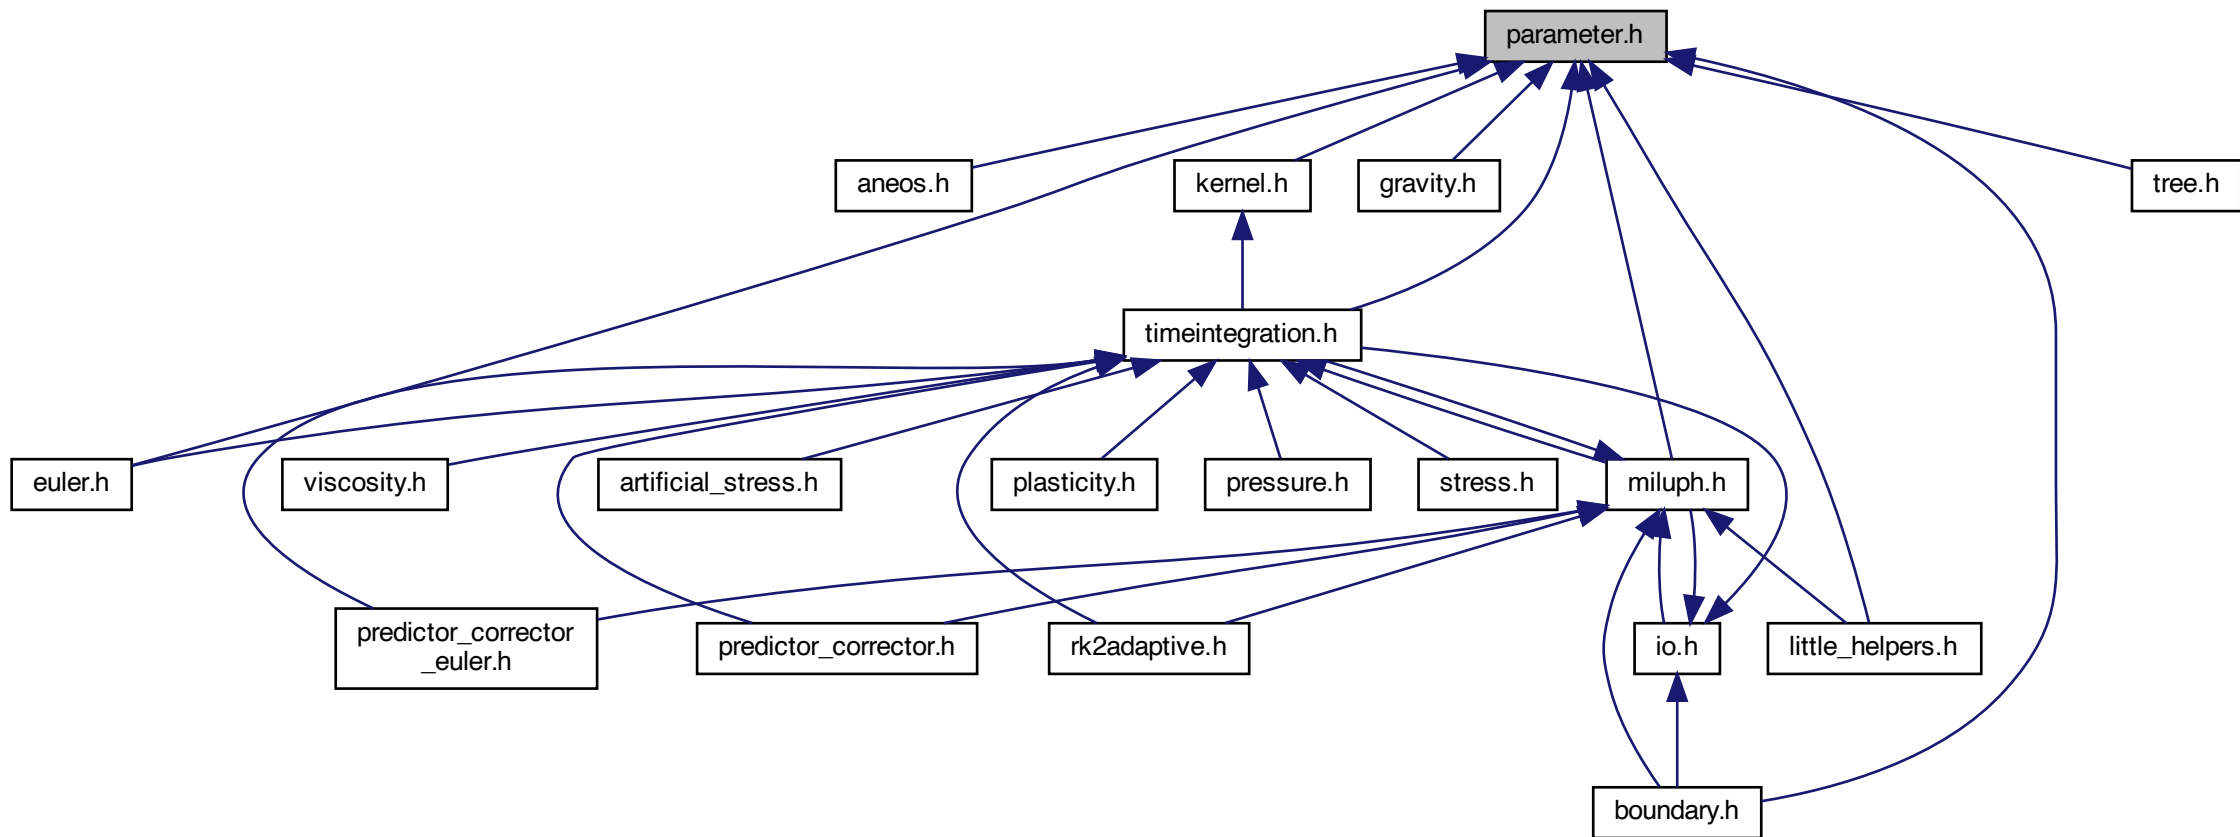 parameter.h
aneos.h
kernel.h
gravity.h
tree.h
timeintegration.h
euler.h
viscosity.h
artificial_stress.h
plasticity.h
pressure.h
stress.h
miluph.h
predictor_corrector
_euler.h
predictor_corrector.h
rk2adaptive.h
io.h
little_helpers.h
boundary.h